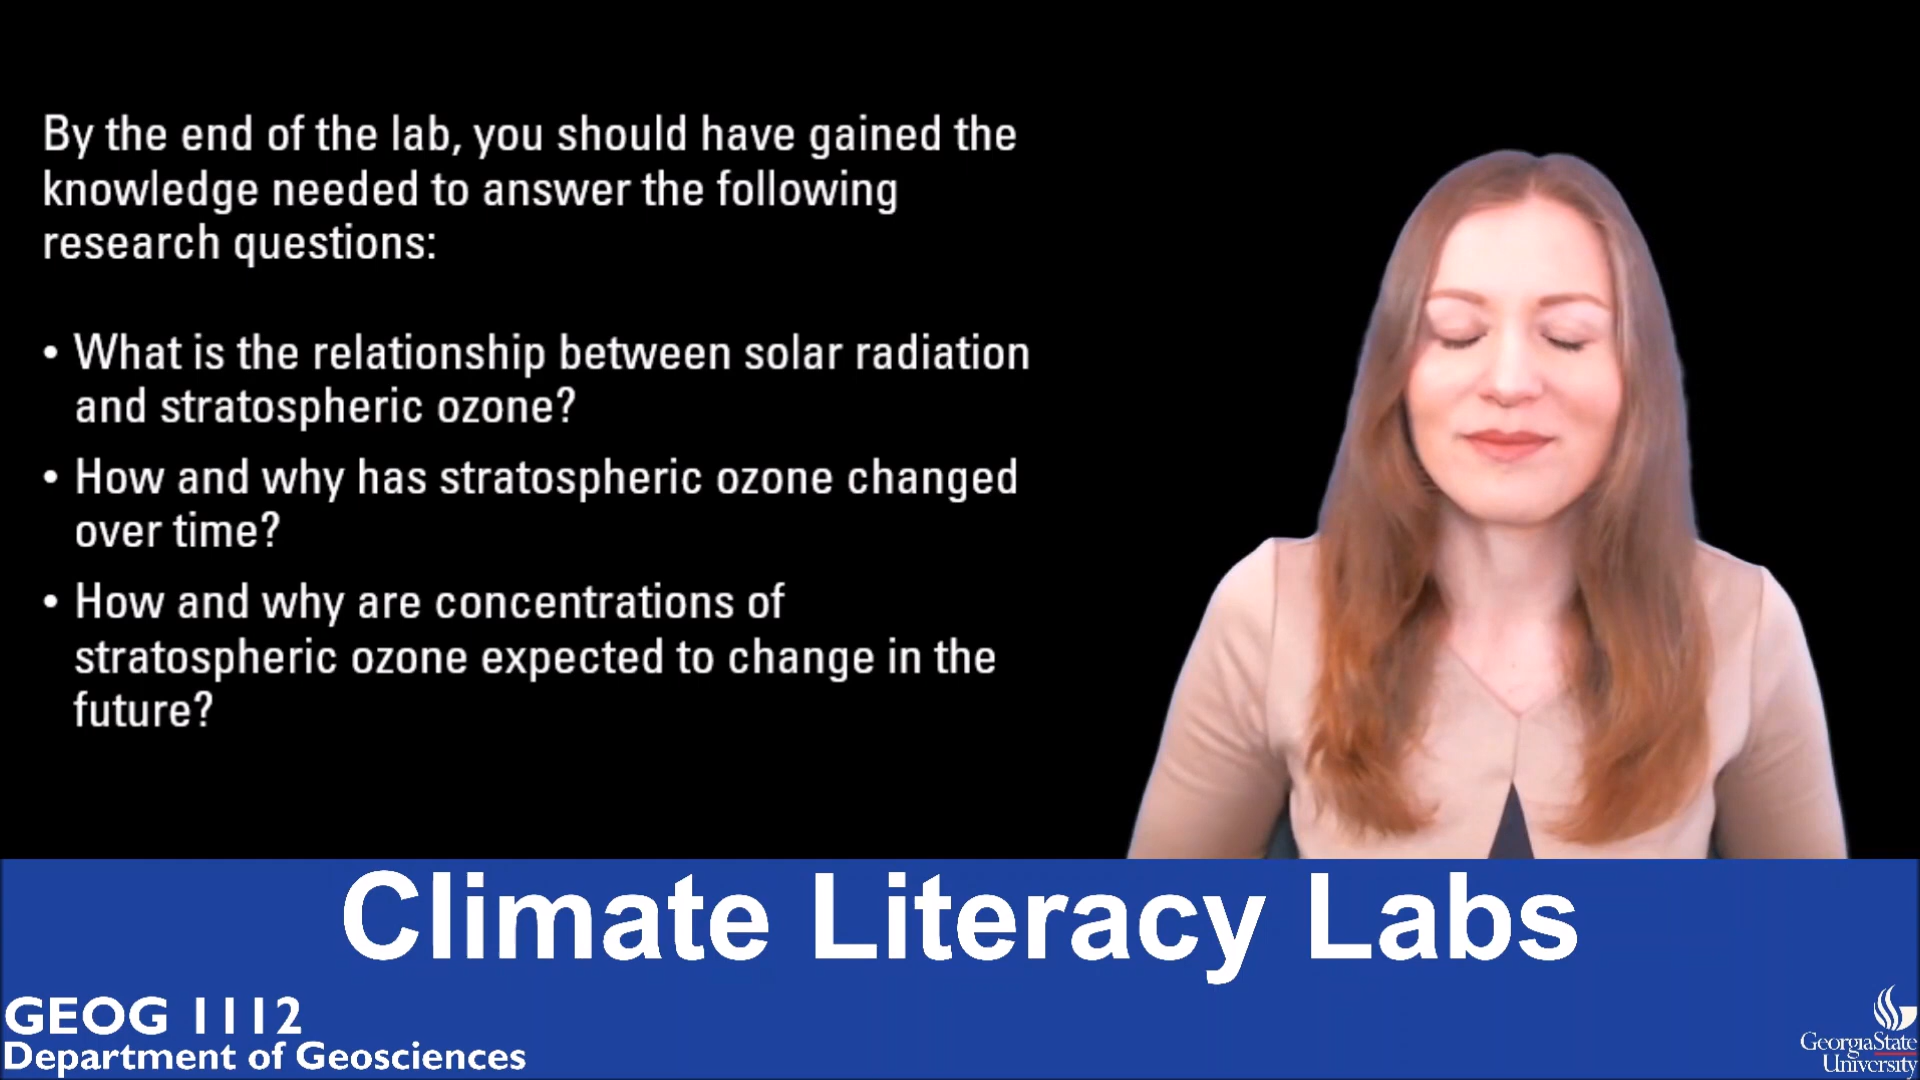 By the end of the lab, you should have gained the
knowledge needed to answer the following
research questions:
• What is the relationship between solar radiation
and stratospheric ozone?
• How and why has stratospheric ozone changed
over time?
• How and why are concentrations of
stratospheric ozone expected to change in the
future?
Climate Literacy Labs
GEOG 1112
Department of Geosciences
GeorgiaState
University